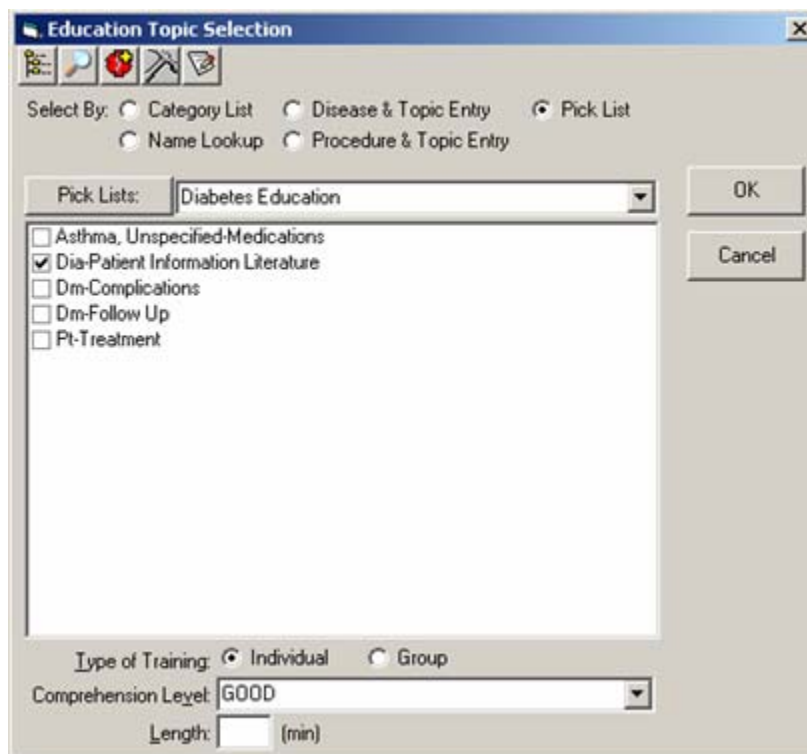 Education Topic Selection
Select By: Category List Disease & Topic Entry Pick List
Name Lookup Procedure & Topic Entry
Pick Lists: Diabetes Education
OK
Asthma, Unspecified-Medications
Dia-Patient Information Literature
Cancel
Dm-Complications
Dm-Follow Up
Pt-Treatment
Type of Training: Individual Group
Comprehension Level: GOOD
Length: (min)